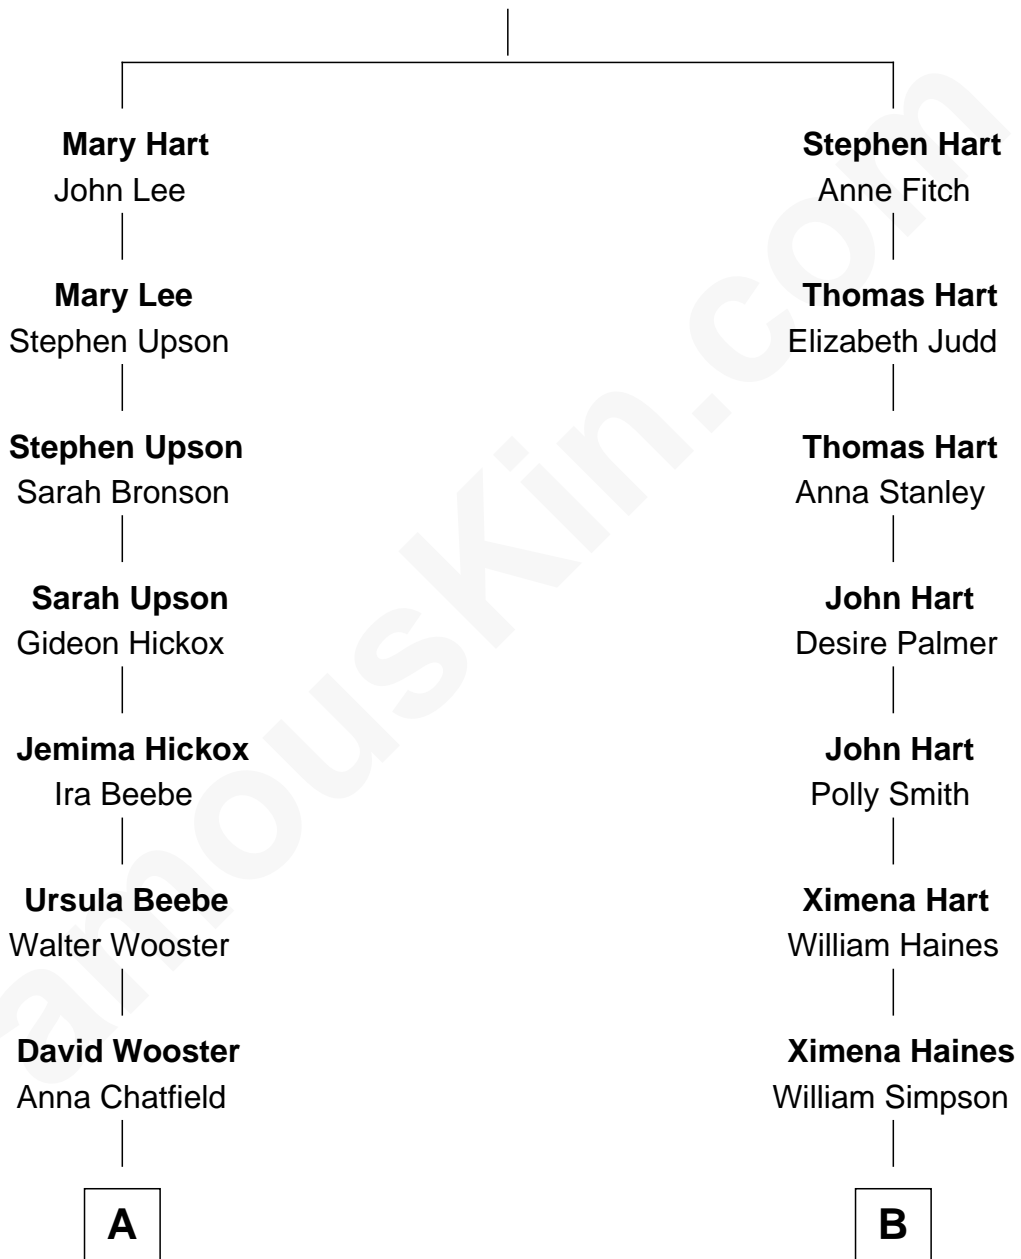 Mary Hart
John Lee
Mary Lee
Stephen Upson
Stephen Upson
Sarah Bronson
Sarah Upson
Gideon Hickox
Jemima Hickox
Ira Beebe
Ursula Beebe
Walter Wooster
David Wooster
Anna Chatfield
A
Stephen Hart
Anne Fitch
Thomas Hart
Elizabeth Judd
Thomas Hart
Anna Stanley
John Hart
Desire Palmer
John Hart
Polly Smith
Ximena Hart
William Haines
Ximena Haines
William Simpson
B
amousKin.com